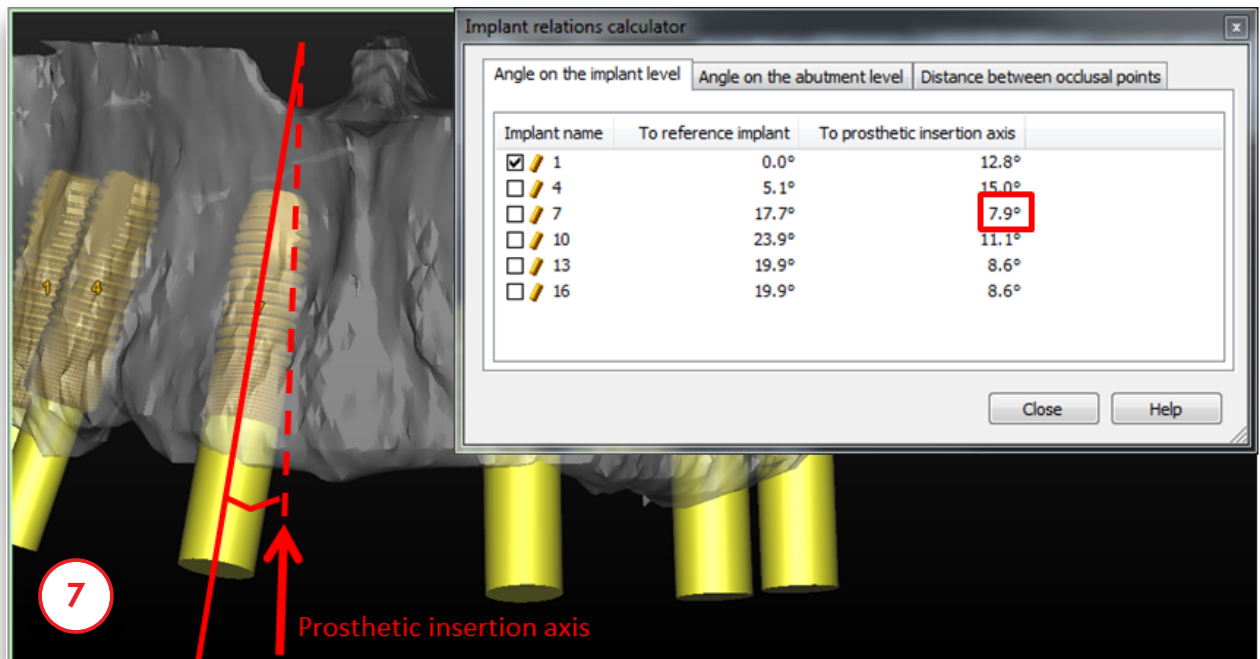 Implant relations calculator
Angle on the implant level Angle on the abutment level Distance between occlusal points
Implant name To reference implant To prosthetic insertion axis
1 0.0° 12.8°
4 5.1° 15.0°
7 17.7° 7.9°
10 23.9° 11.1°
13 19.9° 8.6°
16 19.9° 8.6°
Close Help
1 4 7
7
Prosthetic insertion axis